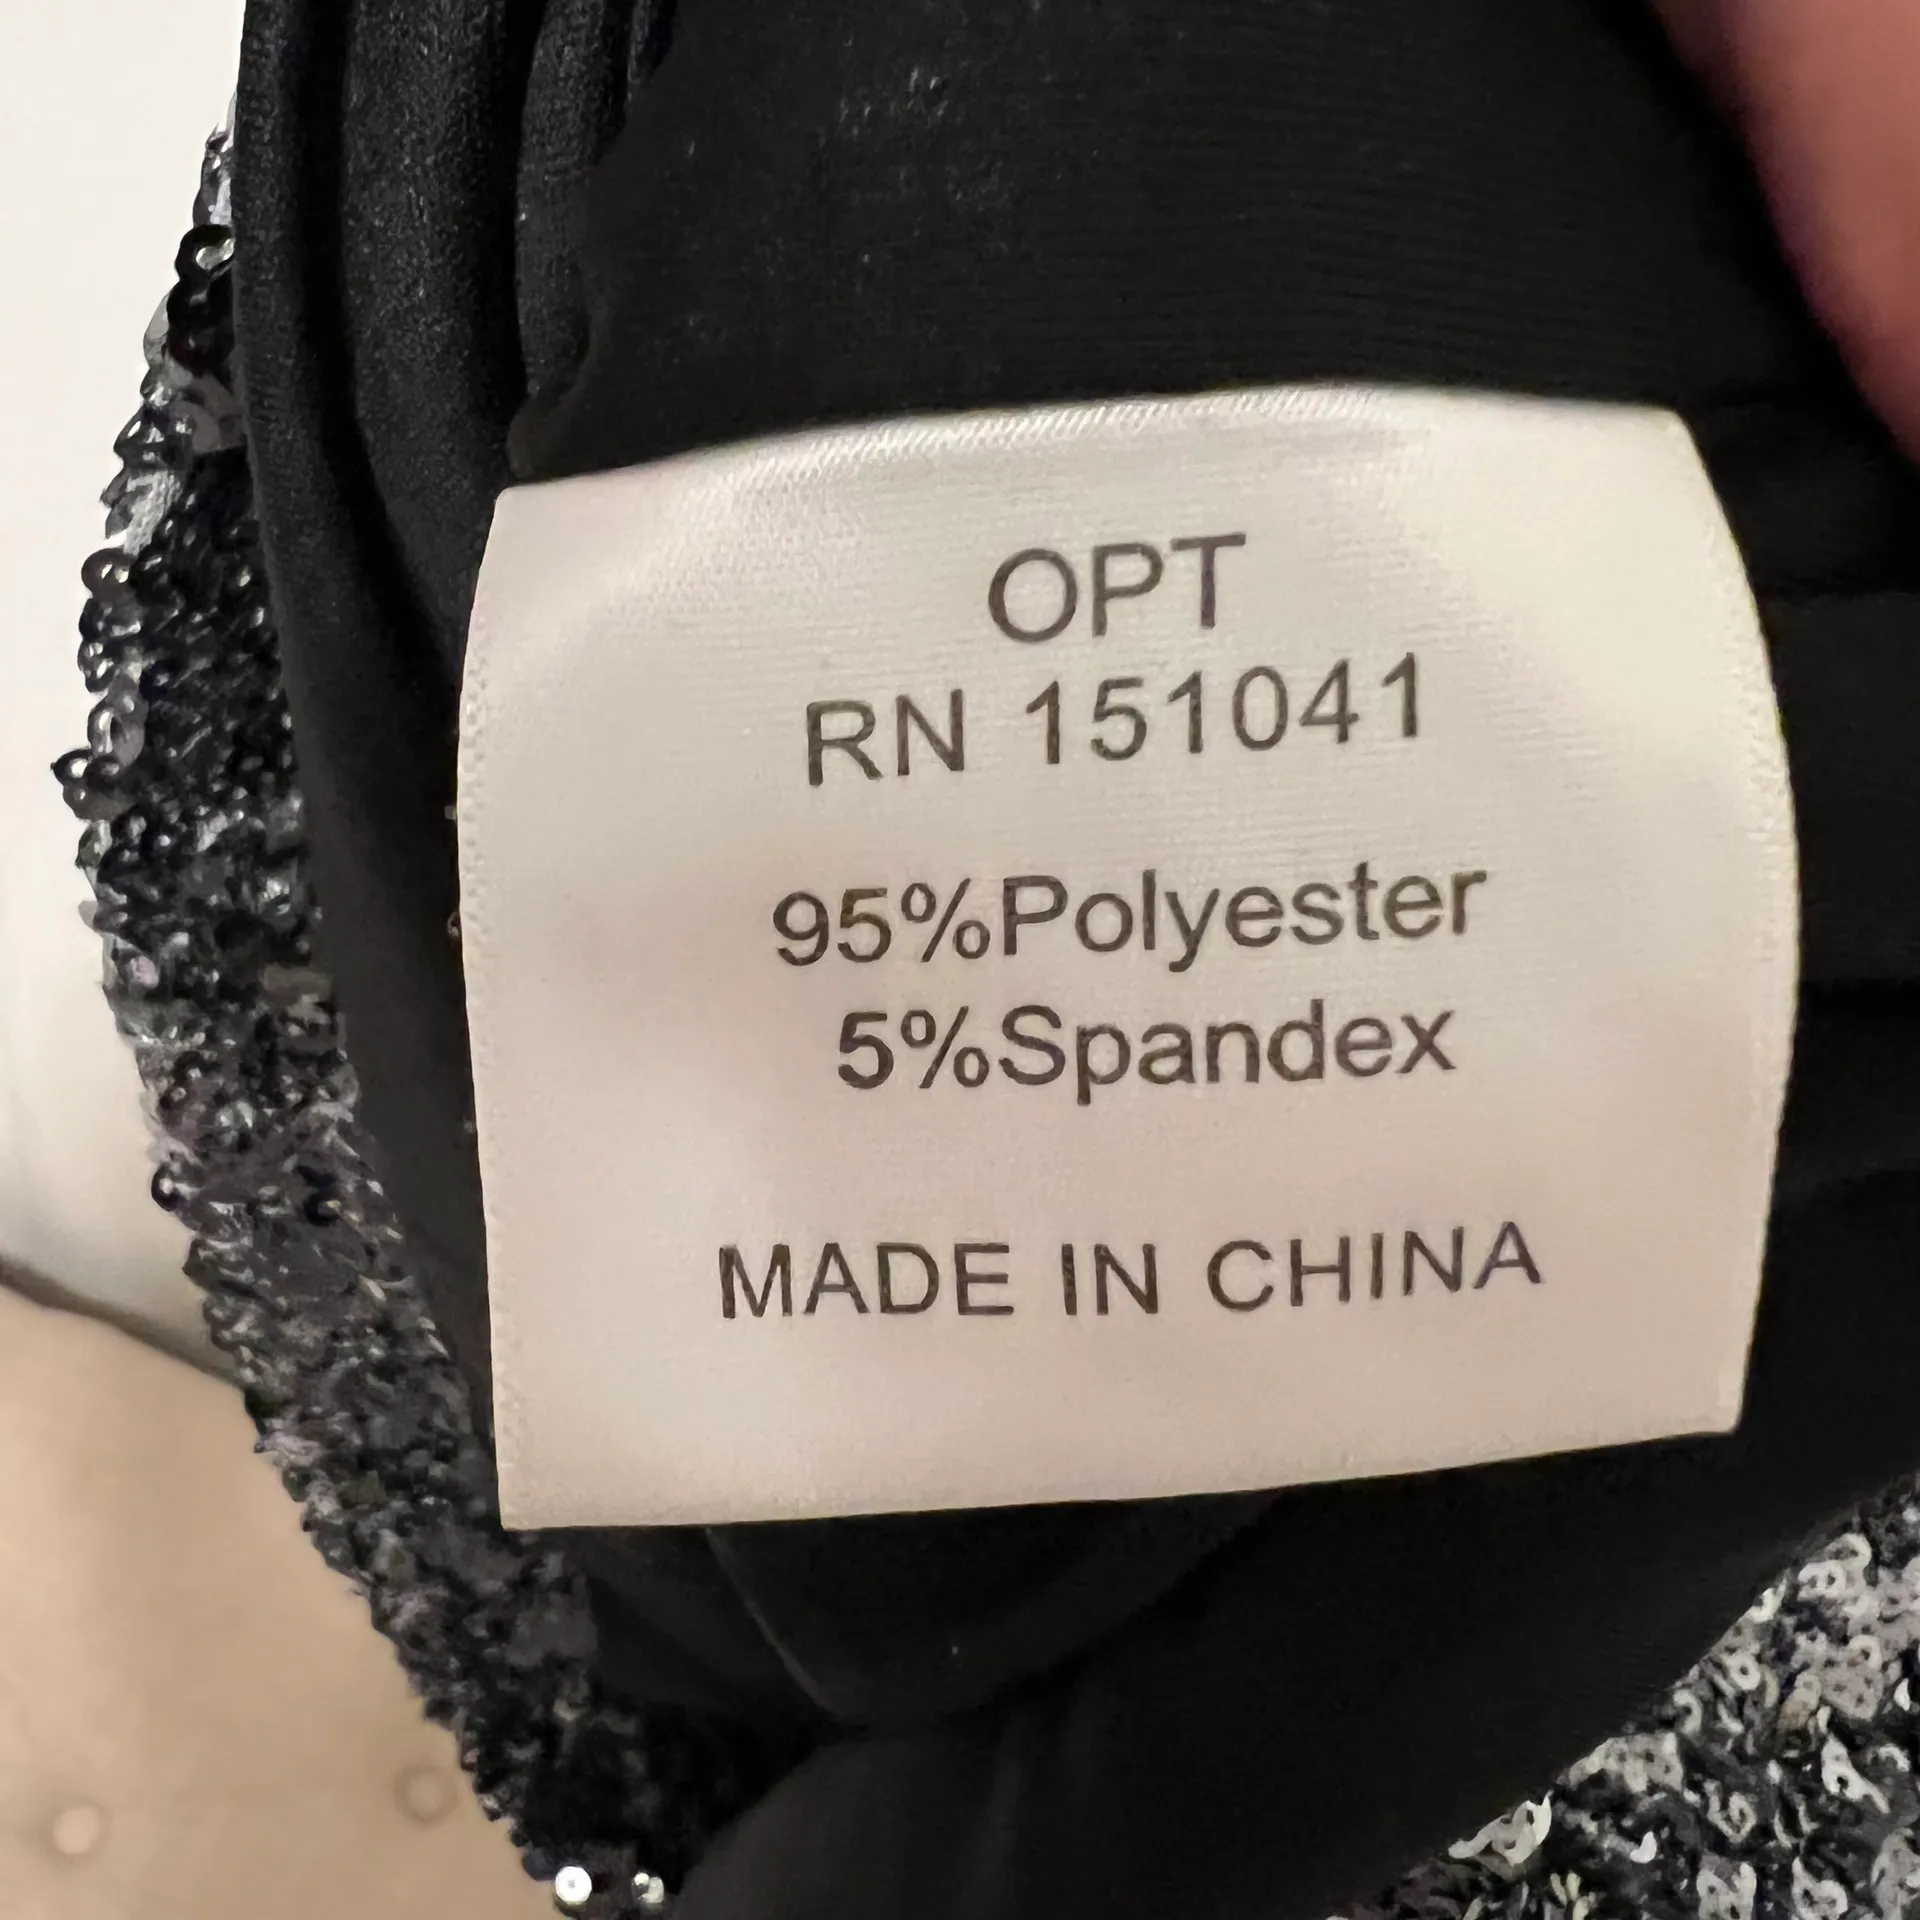 OPT
RN 151041
95%Polyester
5%Spandex
MADE IN CHINA